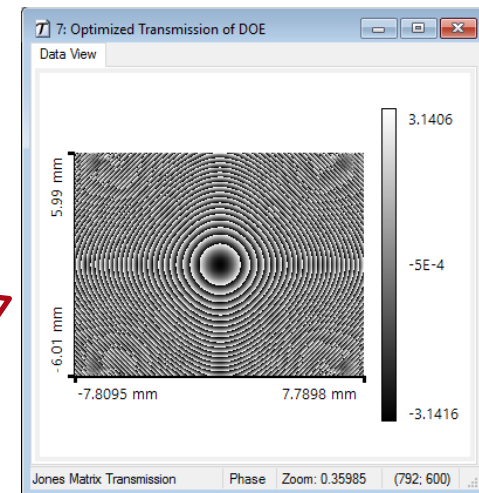 7: Optimized Transmission of DOE
Data View
5.99 mm
-6.01 mm
-7.8095 mm
7.7898 mm
3.1406
-5E-4
-3.1416
Jones Matrix Transmission Phase Zoom: 0.35985 (792; 600)